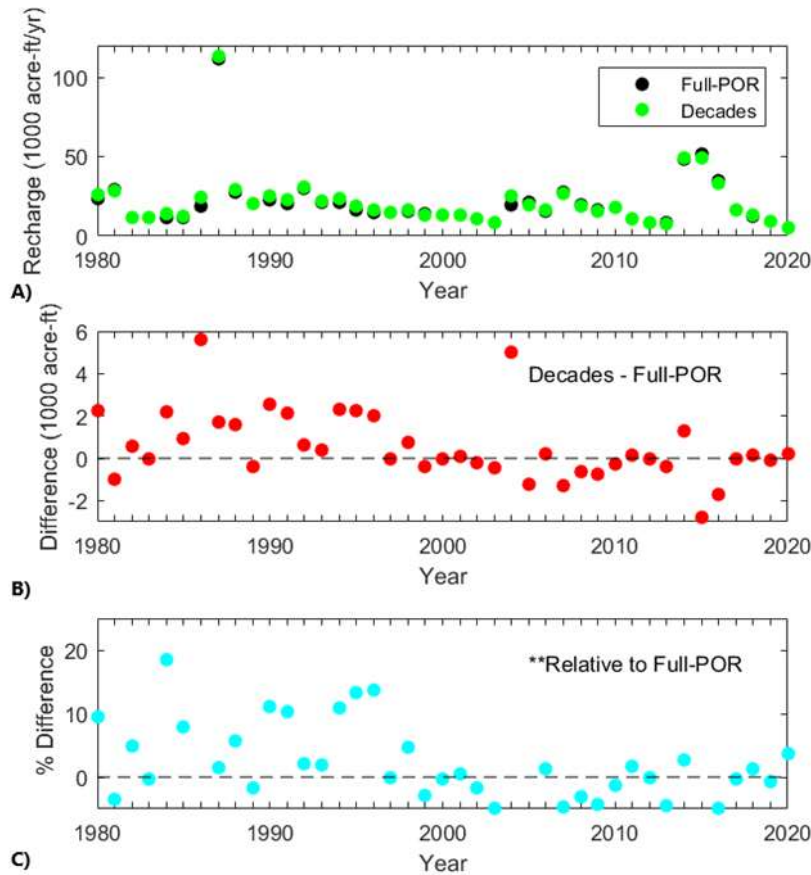 Recharge (1000 acre-ft/yr)
100
50
0
Full-POR
Decades
1980 1990 2000 2010 2020
Year
A)
Difference (1000 acre-ft)
6
4
2
0
-2
Decades - Full-POR
1980 1990 2000 2010 2020
Year
B)
% Difference
20
10
0
**Relative to Full-POR
1980 1990 2000 2010 2020
Year
C)